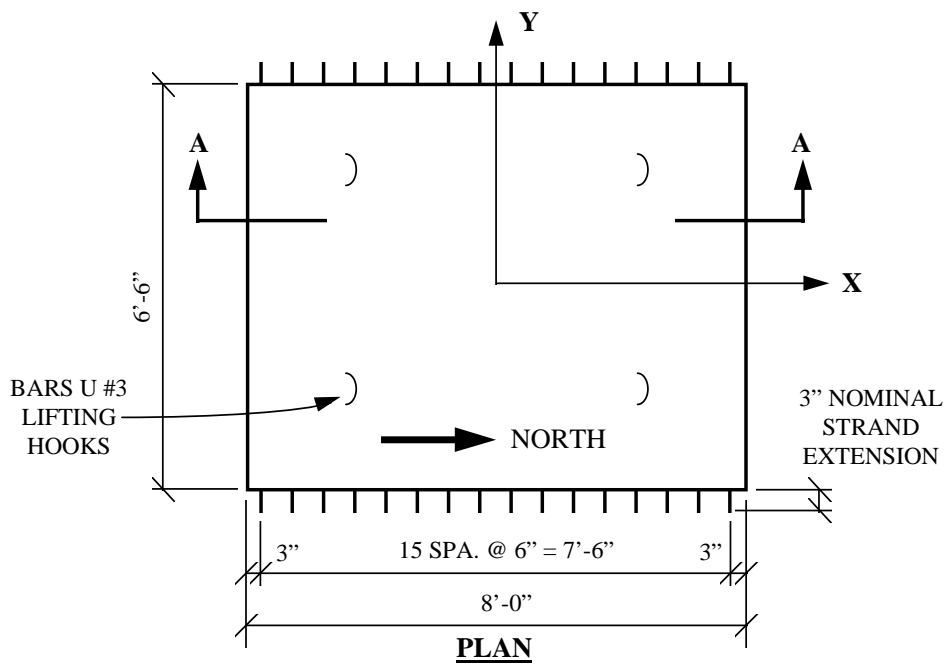 Y
A
A
6’-6”
X
BARS U #3
LIFTING
HOOKS
3” NOMINAL
STRAND
EXTENSION
NORTH
3”
15 SPA. @ 6” = 7’-6”
3”
8’-0”
PLAN